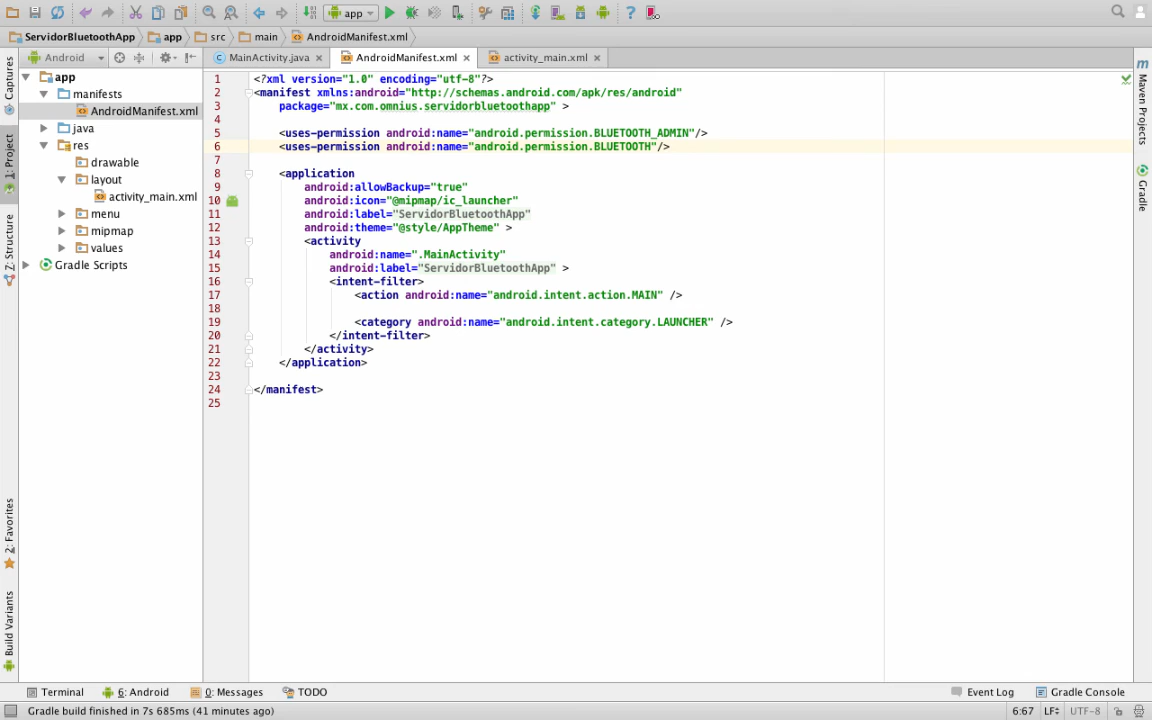 app
ServidorBluetoothApp app src main AndroidManifest.xml
Android
MainActivity.java AndroidManifest.xml activity_main.xml
Captures
1: Project
Z: Structure
2: Favorites
Build Variants
app
manifests
AndroidManifest.xml
java
res
drawable
layout
activity_main.xml
menu
mipmap
values
Gradle Scripts
1 <?xml version="1.0" encoding="utf-8"?>
2 <manifest xmlns:android="http://schemas.android.com/apk/res/android"
3 package="mx.com.omnius.servidorbluetoothapp" >
4
5 <uses-permission android:name="android.permission.BLUETOOTH_ADMIN"/>
6 <uses-permission android:name="android.permission.BLUETOOTH"/>
7
8 <application
9 android:allowBackup="true"
10 android:icon="@mipmap/ic_launcher"
11 android:label="ServidorBluetoothApp"
12 android:theme="@style/AppTheme" >
13 <activity
14 android:name=".MainActivity"
15 android:label="ServidorBluetoothApp" >
16 <intent-filter>
17 <action android:name="android.intent.action.MAIN" />
18
19 <category android:name="android.intent.category.LAUNCHER" />
20 </intent-filter>
21 </activity>
22 </application>
23
24 </manifest>
25
m Maven Projects
Gradle
Terminal 6: Android 0: Messages TODO Event Log Gradle Console
Gradle build finished in 7s 685ms (41 minutes ago) 6:67 LF÷ UTF-8